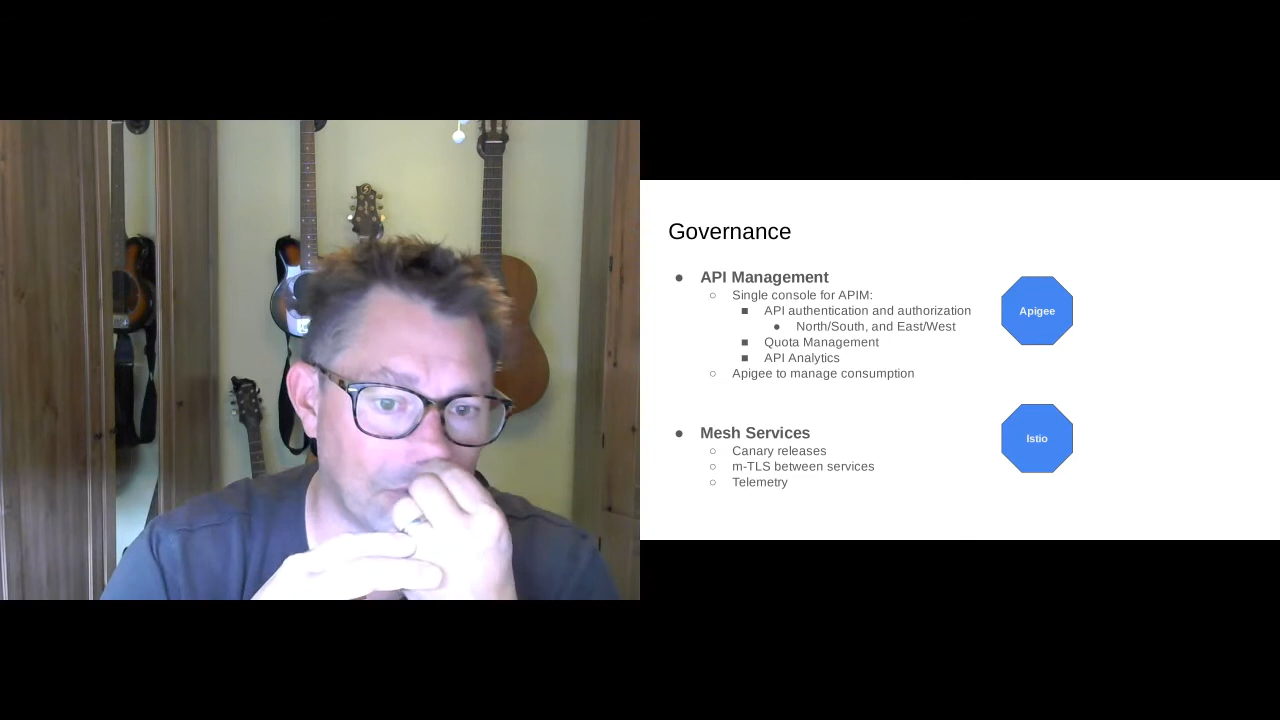 Governance
● API Management
○ Single console for APIM:
■ API authentication and authorization
● North/South, and East/West
■ Quota Management
■ API Analytics
○ Apigee to manage consumption
Apigee
● Mesh Services
○ Canary releases
○ m-TLS between services
○ Telemetry
Istio